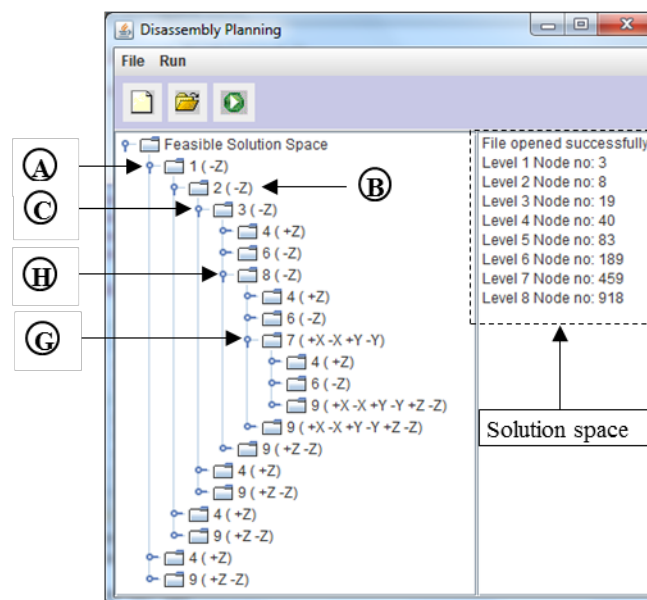 Disassembly Planning
File Run
Feasible Solution Space
1 ( -Z)
2 ( -Z)
3 ( -Z)
4 ( +Z)
6 ( -Z)
8 ( -Z)
4 ( +Z)
6 ( -Z)
7 ( +X -X +Y -Y)
4 ( +Z)
6 ( -Z)
9 ( +X -X +Y -Y +Z -Z)
9 ( +X -X +Y -Y +Z -Z)
9 ( +Z -Z)
4 ( +Z)
9 ( +Z -Z)
4 ( +Z)
9 ( +Z -Z)
4 ( +Z)
9 ( +Z -Z)
A
B
C
H
G
File opened successfully
Level 1 Node no: 3
Level 2 Node no: 8
Level 3 Node no: 19
Level 4 Node no: 40
Level 5 Node no: 83
Level 6 Node no: 189
Level 7 Node no: 459
Level 8 Node no: 918
Solution space